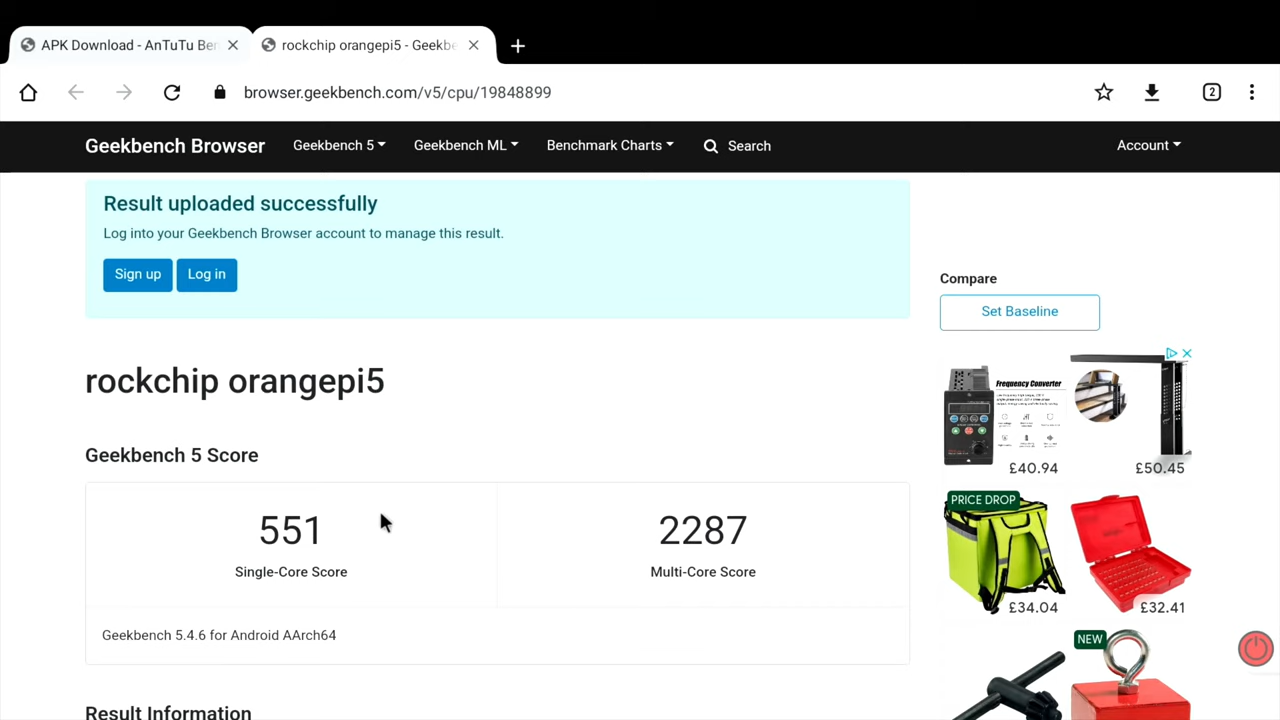 APK Download - AnTuTu Ben
rockchip orangepi5 - Geekbe
browser.geekbench.com/v5/cpu/19848899
2
Geekbench Browser
Geekbench 5
Geekbench ML
Benchmark Charts
Search
Account
Result uploaded successfully
Log into your Geekbench Browser account to manage this result.
Sign up
Log in
Compare
Set Baseline
rockchip orangepi5
Frequency Converter
£40.94
£50.45
Geekbench 5 Score
PRICE DROP
551
2287
Single-Core Score
Multi-Core Score
£34.04
£32.41
Geekbench 5.4.6 for Android AArch64
NEW
Result Information